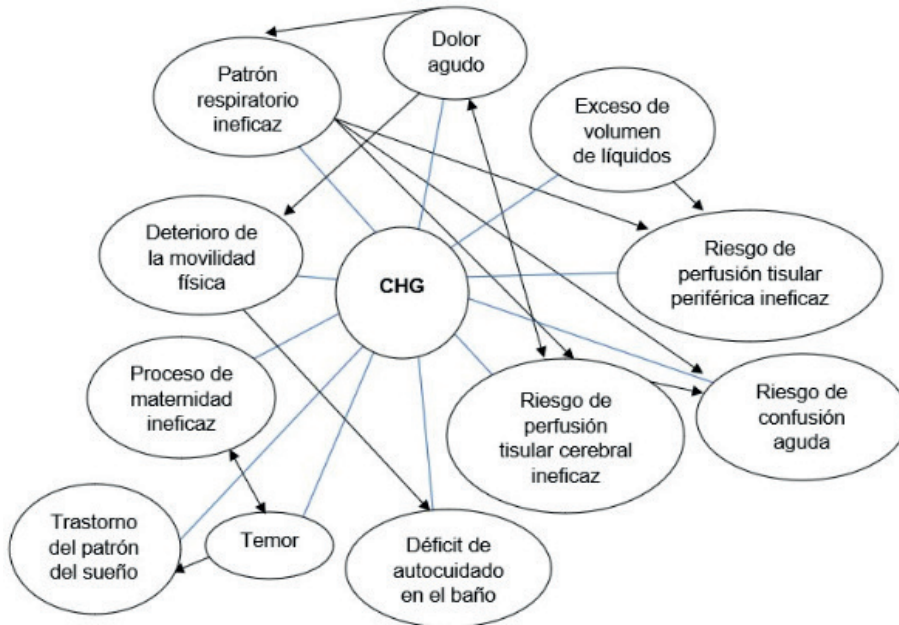 Dolor
agudo
Patrón
respiratorio
ineficaz
Exceso de
volumen
de líquidos
Deterioro de
la movilidad
física
CHG
Riesgo de
perfusión tisular
periférica ineficaz
Proceso de
maternidad
ineficaz
Riesgo de
perfusión
tisular cerebral
ineficaz
Riesgo de
confusión
aguda
Trastorno
del patrón
del sueño
Temor
Déficit de
autocuidado
en el baño